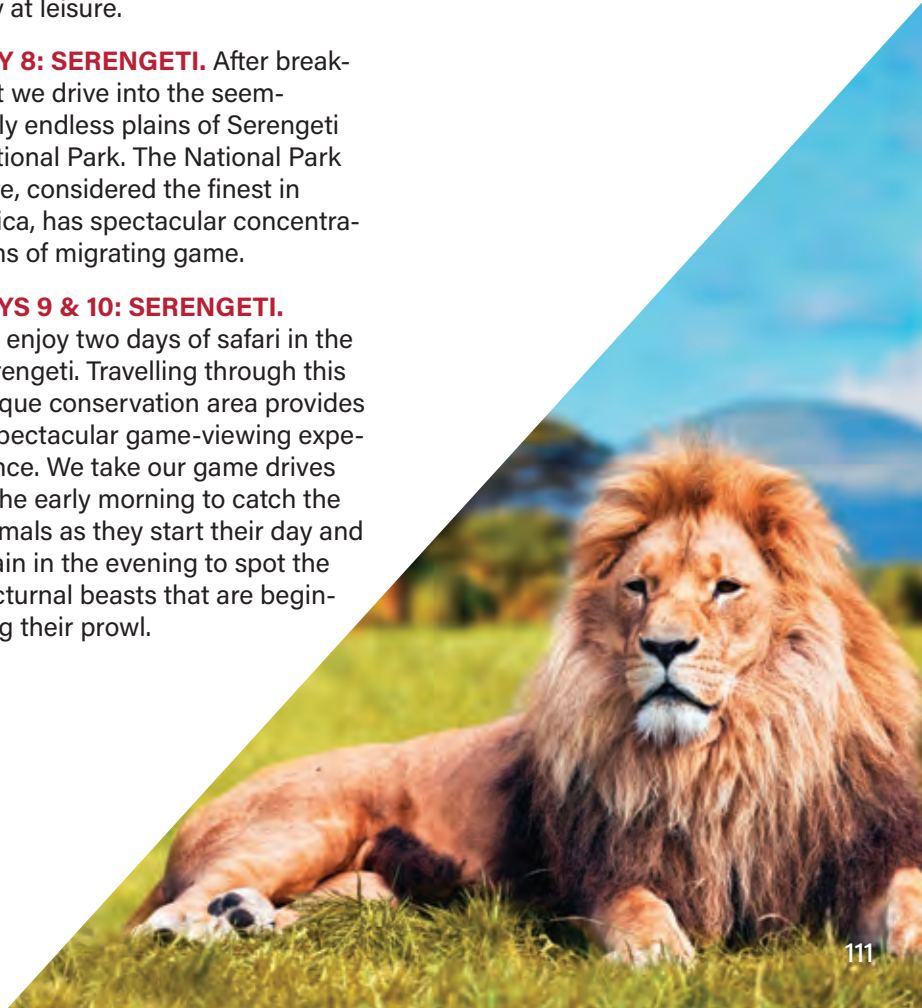 y at leisure.
Y 8: SERENGETI. After break-
t we drive into the seem-
ly endless plains of Serengeti
tional Park. The National Park
e, considered the finest in
ica, has spectacular concentra-
ns of migrating game.
YS 9 & 10: SERENGETI.
enjoy two days of safari in the
rengeti. Travelling through this
que conservation area provides
pectacular game-viewing expe-
nce. We take our game drives
he early morning to catch the
mals as they start their day and
ain in the evening to spot the
cturnal beasts that are begin-
g their prowl.
111